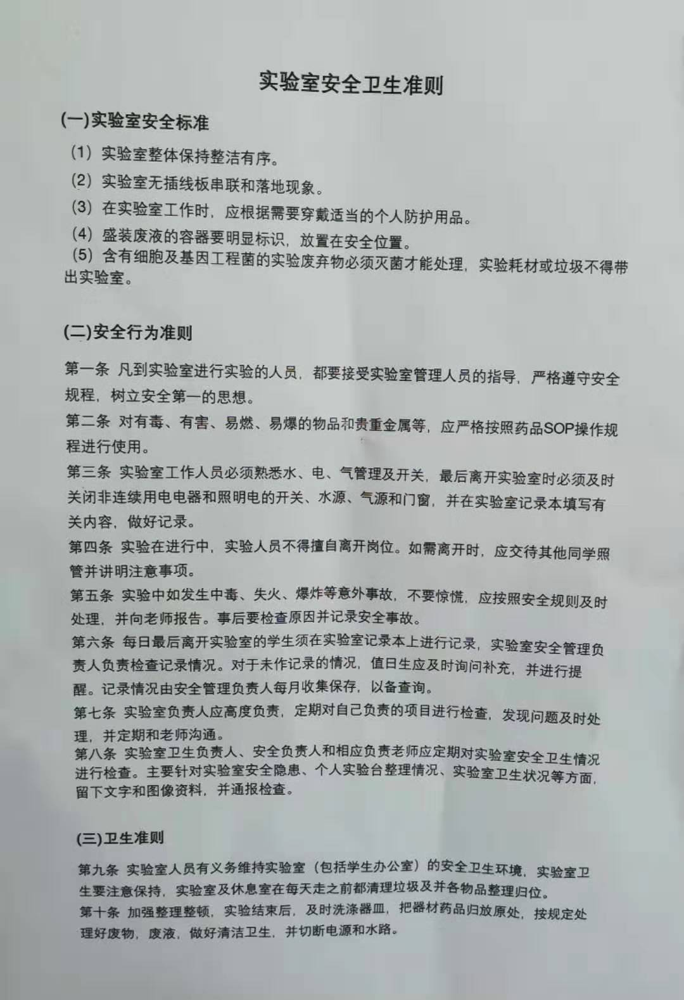 实验室安全卫生准则
(一)实验室安全标准
（1）实验室整体保持整洁有序。
（2）实验室无插线板串联和落地现象。
（3）在实验室工作时，应根据需要穿戴适当的个人防护用品。
（4）盛装废液的容器要明显标识，放置在安全位置。
（5）含有细胞及基因工程菌的实验废弃物必须灭菌才能处理，实验耗材或垃圾不得带
出实验室。
(二)安全行为准则
第一条 凡到实验室进行实验的人员，都要接受实验室管理人员的指导，严格遵守安全
规程，树立安全第一的思想。
第二条 对有毒、有害、易燃、易爆的物品和贵重金属等，应严格按照药品SOP操作规
程进行使用。
第三条 实验室工作人员必须熟悉水、电、气管理及开关，最后离开实验室时必须及时
关闭非连续用电电器和照明电的开关、水源、气源和门窗，并在实验室记录本填写有
关内容，做好记录。
第四条 实验在进行中，实验人员不得擅自离开岗位。如需离开时，应交待其他同学照
管并讲明注意事项。
第五条 实验中如发生中毒、失火、爆炸等意外事故，不要惊慌，应按照安全规则及时
处理，并向老师报告。事后要检查原因并记录安全事故。
第六条 每日最后离开实验室的学生须在实验室记录本上进行记录，实验室安全管理负
责人负责检查记录情况。对于未作记录的情况，值日生应及时询问补充，并进行提
醒。记录情况由安全管理负责人每月收集保存，以备查询。
第七条 实验室负责人应高度负责，定期对自己负责的项目进行检查，发现问题及时处
理，并定期和老师沟通。
第八条 实验室卫生负责人、安全负责人和相应负责老师应定期对实验室安全卫生情况
进行检查。主要针对实验室安全隐患、个人实验台整理情况、实验室卫生状况等方面，
留下文字和图像资料，并通报检查。
(三)卫生准则
第九条 实验室人员有义务维持实验室（包括学生办公室）的安全卫生环境，实验室卫
生要注意保持，实验室及休息室在每天走之前都清理垃圾及并各物品整理归位。
第十条 加强整理整顿，实验结束后，及时洗涤器皿，把器材药品归放原处，按规定处
理好废物，废液，做好清洁卫生，并切断电源和水路。